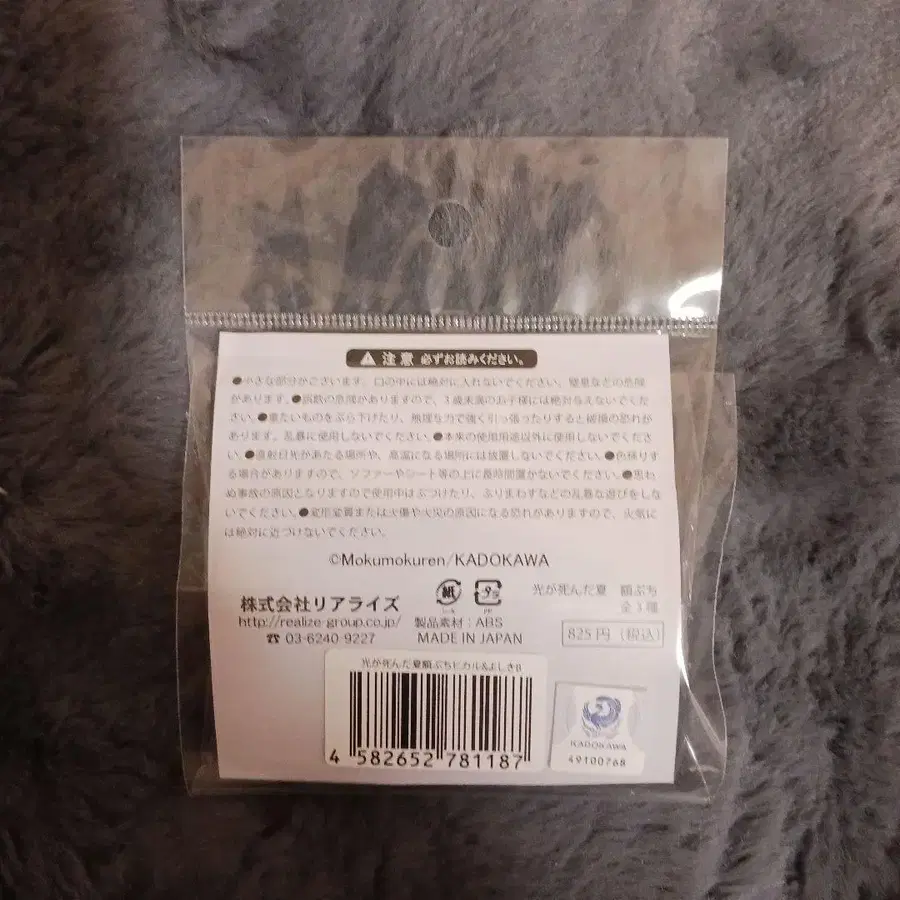 注意 必ずお読みください。
●小さな部分がございます。口の中には絶対に入れないでください。窒息などの危険
があります。●誤飲の危険がありますので、3歳未満のお子様には絶対与えないでくだ
さい。●重たいものをぶら下げたり、無理な力で強く引っ張ったりすると破損の恐れが
あります。乱暴に使用しないでください。●本来の使用用途以外に使用しないでくださ
い。●直射日光があたる場所や、高温になる場所には放置しないでください。●色移りす
る場合がありますので、ソファーやシート等の上に長時間置かないでください。●思わ
ぬ事故の原因となりますので使用中はぶつけたり、ふりまわすなどの乱暴な遊びをしな
いでください。●変形変質または火傷や火災の原因になる恐れがありますので、火気に
は絶対に近づけないでください。
©Mokumokuren/KADOKAWA
株式会社リアライズ
http://realize-group.co.jp/
☎ 03-6240-9227
紙
プラ
製品素材：ABS
MADE IN JAPAN
光が死んだ夏 額ぶち
全3種
825円（税込）
光が死んだ夏額ぶちヒカル&よしきB
4 582652 781187
KADOKAWA
49100768